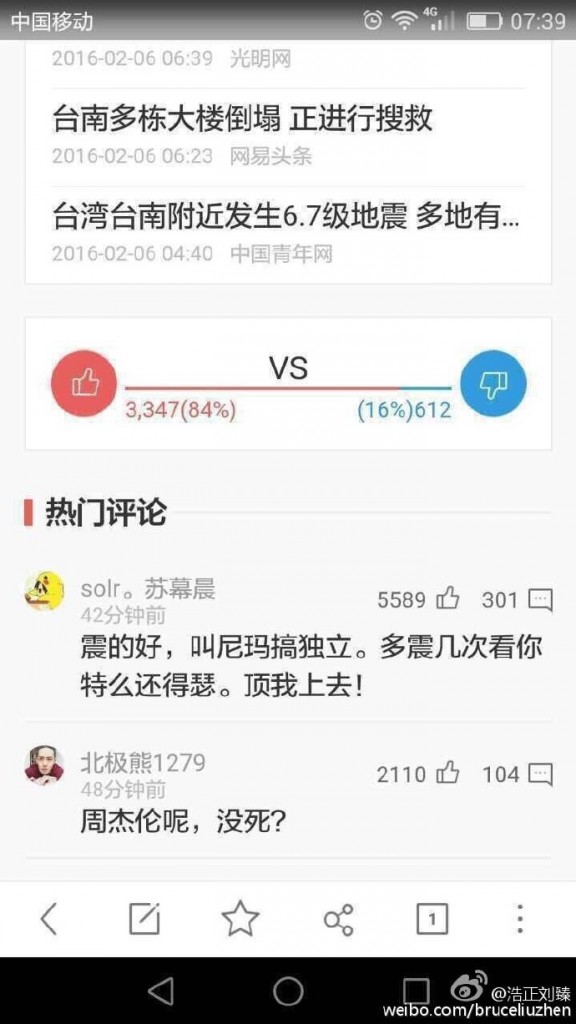 中国移动 4G 07:39
2016-02-06 06:39 光明网
台南多栋大楼倒塌 正进行搜救
2016-02-06 06:23 网易头条
台湾台南附近发生6.7级地震 多地有...
2016-02-06 04:40 中国青年网
VS
3,347(84%) (16%)612
热门评论
solr。苏幕晨 5589 301
42分钟前
震的好，叫尼玛搞独立。多震几次看你
特么还得瑟。顶我上去！
北极熊1279 2110 104
48分钟前
周杰伦呢，没死？
1
@浩正刘臻
weibo.com/bruceliuzhen